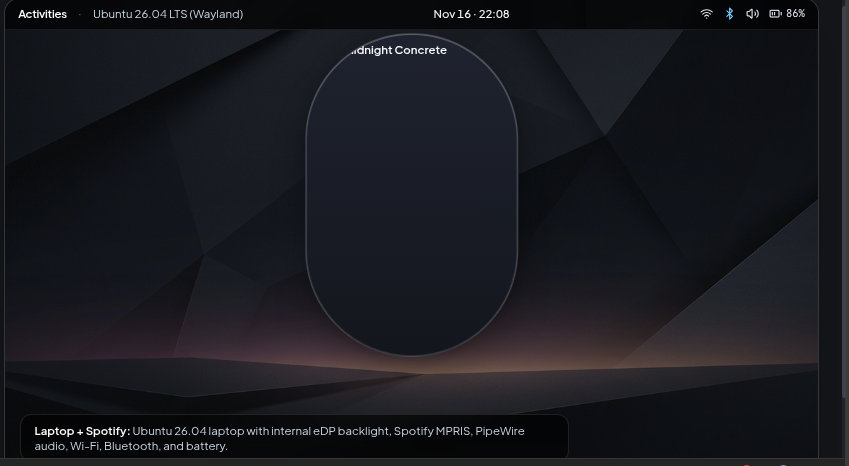 Activities · Ubuntu 26.04 LTS (Wayland) Nov 16 · 22:08 86%
idnight Concrete
Laptop + Spotify: Ubuntu 26.04 laptop with internal eDP backlight, Spotify MPRIS, PipeWire
audio, Wi-Fi, Bluetooth, and battery.